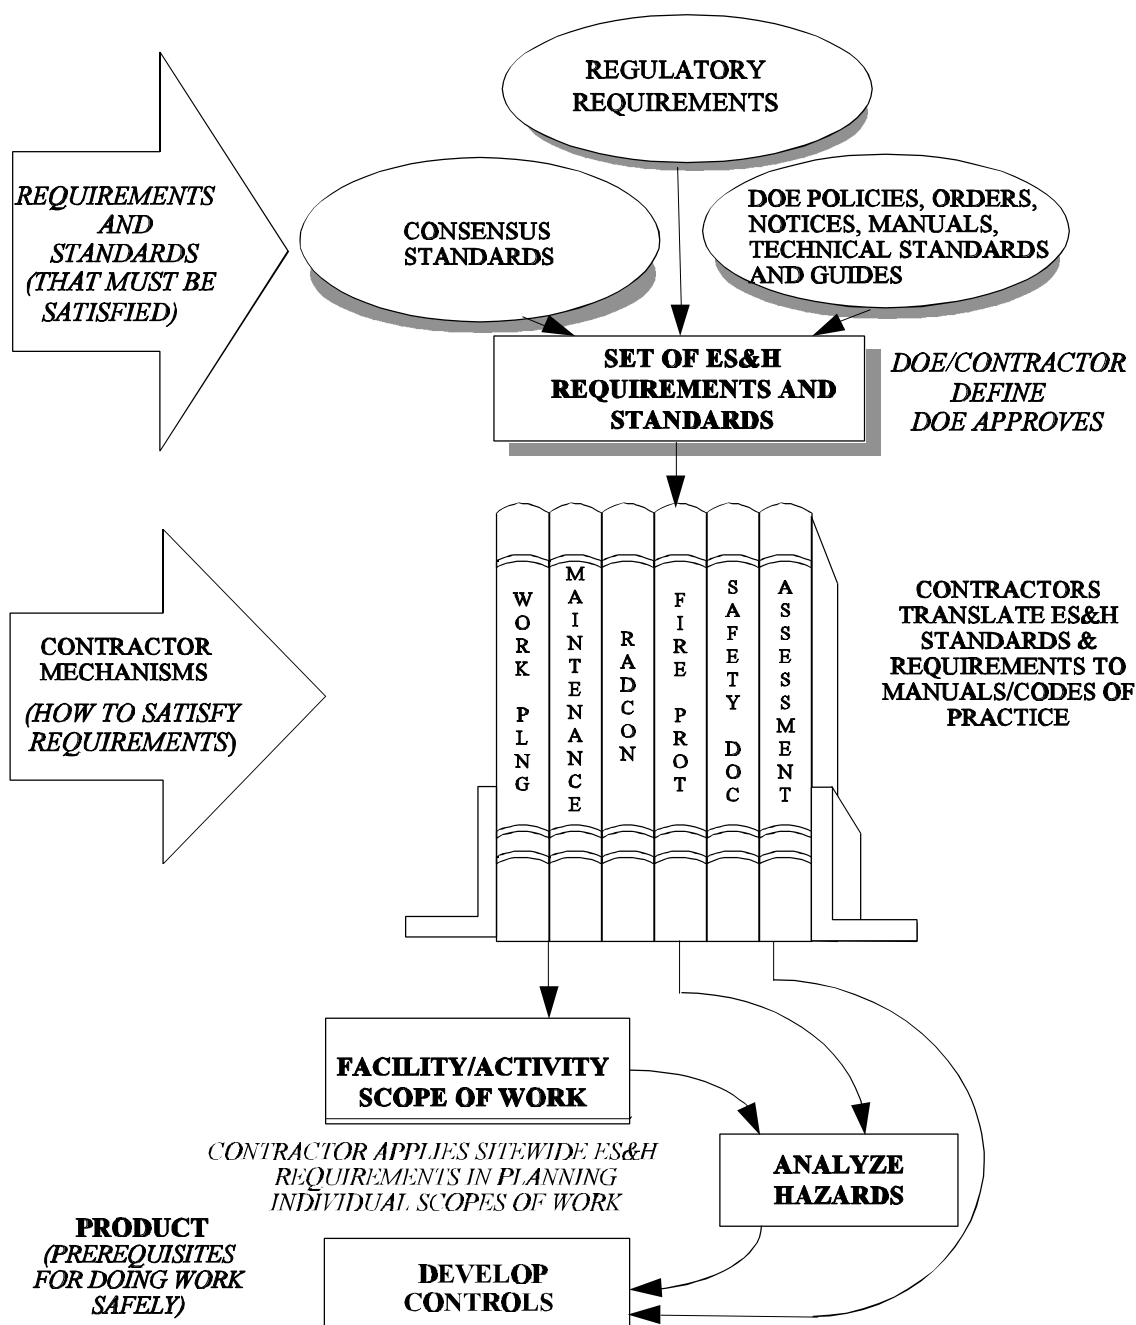 REGULATORY
REQUIREMENTS
REQUIREMENTS
AND
STANDARDS
(THAT MUST BE
SATISFIED)
CONSENSUS
STANDARDS
DOE POLICIES, ORDERS,
NOTICES, MANUALS,
TECHNICAL STANDARDS
AND GUIDES
SET OF ES&H
REQUIREMENTS AND
STANDARDS
DOE/CONTRACTOR
DEFINE
DOE APPROVES
CONTRACTOR
MECHANISMS
(HOW TO SATISFY
REQUIREMENTS)
WORK PLNG
MAINTENANCE
RADCON
FIRE PROT
SAFETY DOC
ASSESSMENT
CONTRACTORS
TRANSLATE ES&H
STANDARDS &
REQUIREMENTS TO
MANUALS/CODES OF
PRACTICE
FACILITY/ACTIVITY
SCOPE OF WORK
CONTRACTOR APPLIES SITEWIDE ES&H
REQUIREMENTS IN PLANNING
INDIVIDUAL SCOPES OF WORK
ANALYZE
HAZARDS
PRODUCT
(PREREQUISITES
FOR DOING WORK
SAFELY)
DEVELOP
CONTROLS